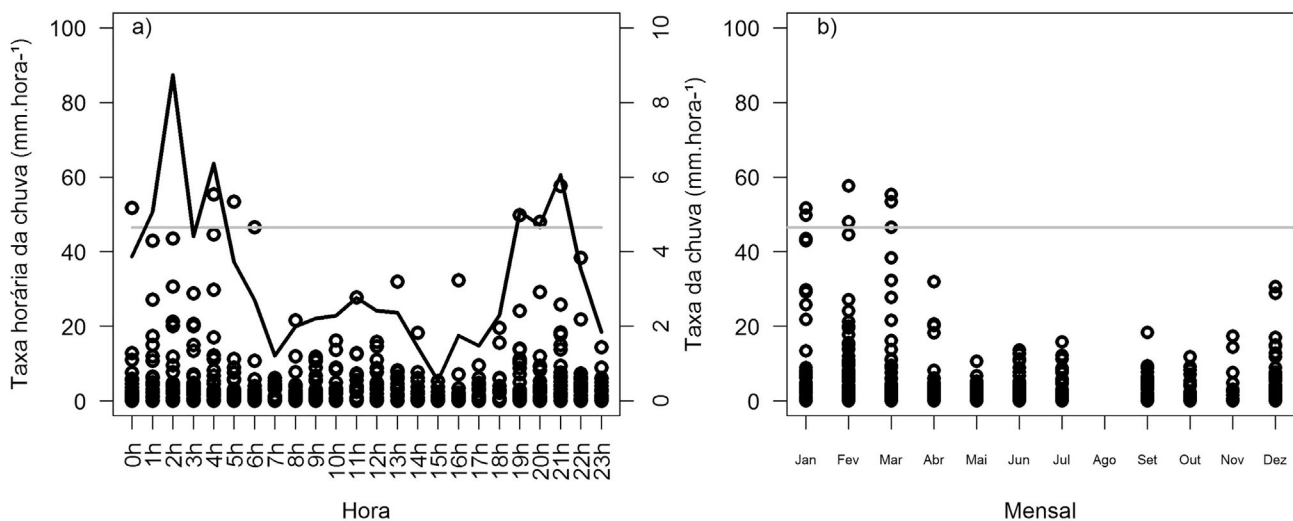 a)
Taxa horária da chuva (mm.hora-¹)
100
80
60
40
20
0
10
8
6
4
2
0
0h 1h 2h 3h 4h 5h 6h 7h 8h 9h 10h 11h 12h 13h 14h 15h 16h 17h 18h 19h 20h 21h 22h 23h
Hora
b)
Taxa da chuva (mm.hora-¹)
100
80
60
40
20
0
Jan Fev Mar Abr Mai Jun Jul Ago Set Out Nov Dez
Mensal